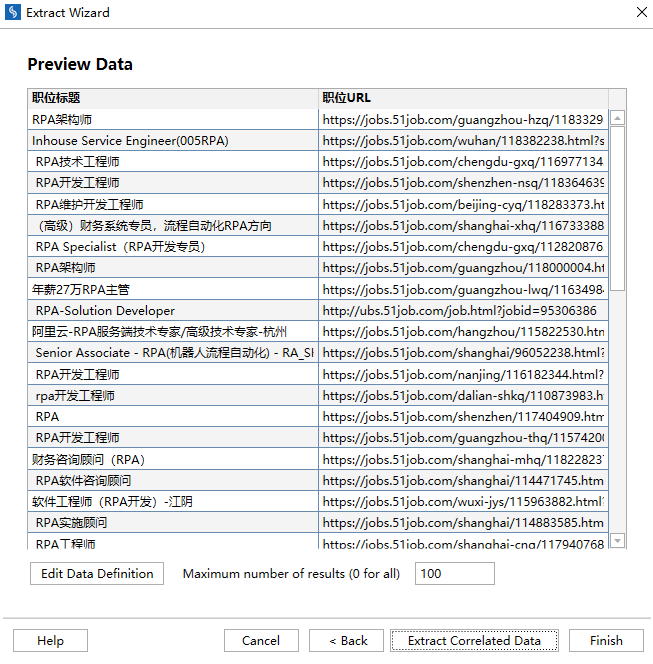 Extract Wizard
Preview Data
职位标题 职位URL
RPA架构师 https://jobs.51job.com/guangzhou-hzq/1183329
Inhouse Service Engineer(005RPA) https://jobs.51job.com/wuhan/118382238.html?s
RPA技术工程师 https://jobs.51job.com/chengdu-gxq/116977134
RPA开发工程师 https://jobs.51job.com/shenzhen-nsq/118364639
RPA维护开发工程师 https://jobs.51job.com/beijing-cyq/118283373.ht
（高级）财务系统专员，流程自动化RPA方向 https://jobs.51job.com/shanghai-xhq/116733388
RPA Specialist（RPA开发专员） https://jobs.51job.com/chengdu-gxq/112820876
RPA架构师 https://jobs.51job.com/guangzhou/118000004.ht
年薪27万RPA主管 https://jobs.51job.com/guangzhou-lwq/1163498
RPA-Solution Developer http://ubs.51job.com/job.html?jobid=95306386
阿里云-RPA服务端技术专家/高级技术专家-杭州 https://jobs.51job.com/hangzhou/115822530.htm
Senior Associate - RPA(机器人流程自动化) - RA_SH https://jobs.51job.com/shanghai/96052238.html?
RPA开发工程师 https://jobs.51job.com/nanjing/116182344.html?
rpa开发工程师 https://jobs.51job.com/dalian-shkq/110873983.h
RPA https://jobs.51job.com/shenzhen/117404909.htm
RPA开发工程师 https://jobs.51job.com/guangzhou-thq/1157420
财务咨询顾问（RPA） https://jobs.51job.com/shanghai-mhq/11822823
RPA软件咨询顾问 https://jobs.51job.com/shanghai/114471745.htm
软件工程师（RPA开发）-江阴 https://jobs.51job.com/wuxi-jys/115963882.html
RPA实施顾问 https://jobs.51job.com/shanghai/114883585.htm
RPA工程师 https://jobs.51job.com/shanghai-cnq/117940768
Edit Data Definition Maximum number of results (0 for all) 100
Help Cancel < Back Extract Correlated Data Finish